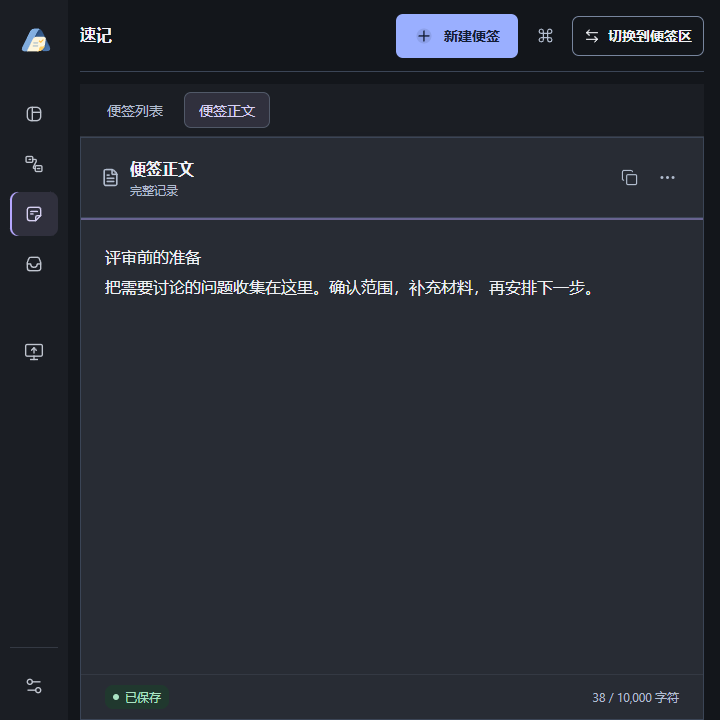 速记
新建便签
切换到便签区
便签列表
便签正文
便签正文
完整记录
评审前的准备
把需要讨论的问题收集在这里。确认范围，补充材料，再安排下一步。
已保存
38 / 10,000 字符